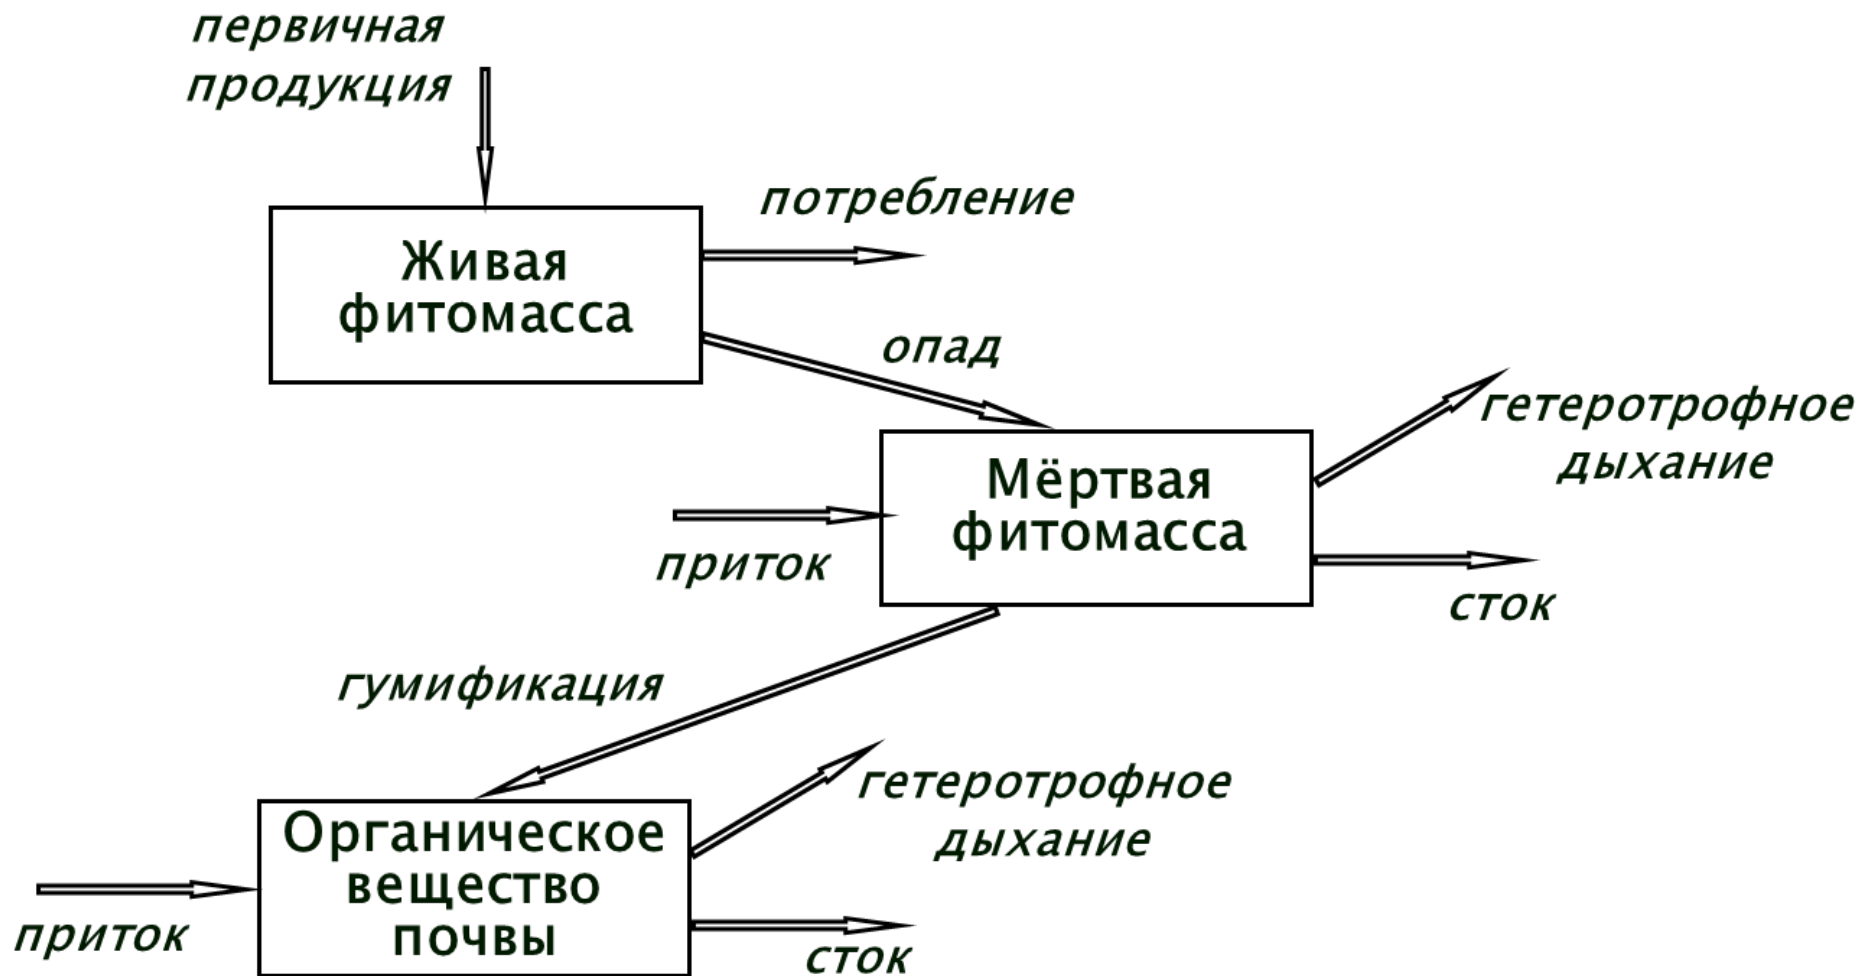 первичная
продукция
потребление
Живая
фитомасса
опад
гетеротрофное
дыхание
Мёртвая
фитомасса
приток
сток
гумификация
гетеротрофное
дыхание
Органическое
вещество
почвы
приток
сток